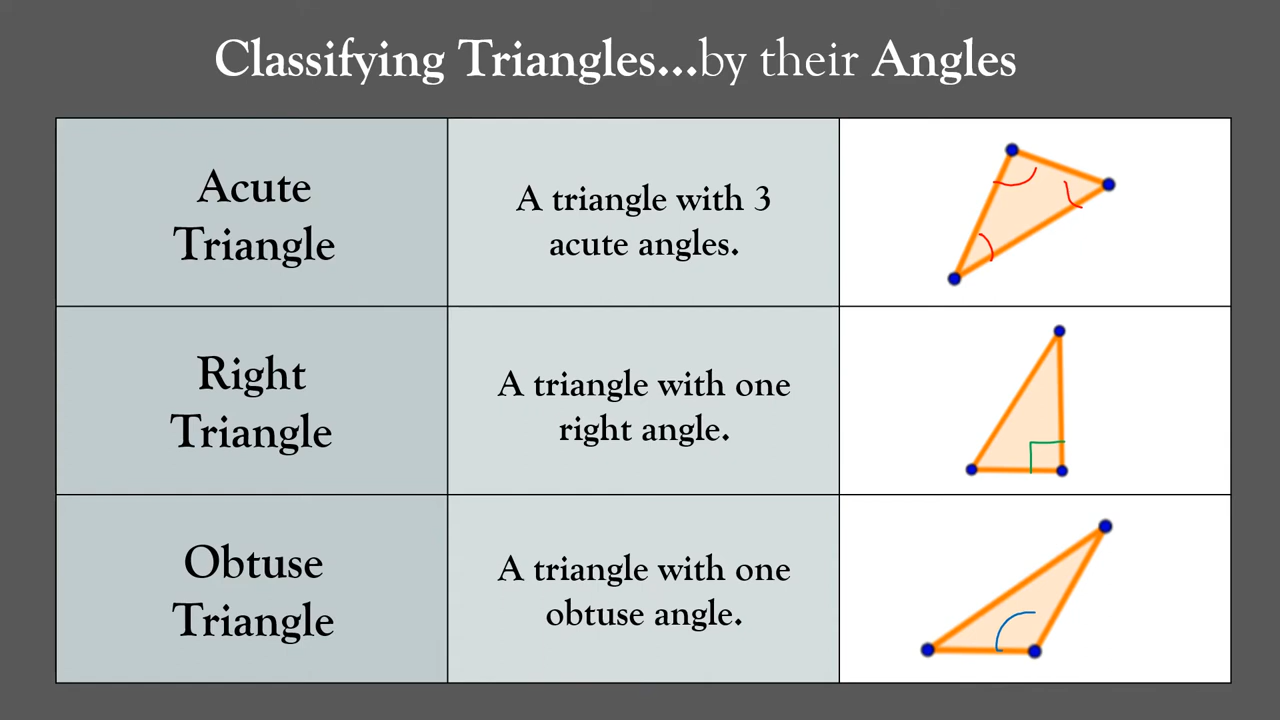 Classifying Triangles...by their Angles
Acute
Triangle
A triangle with 3
acute angles.
Right
Triangle
A triangle with one
right angle.
Obtuse
Triangle
A triangle with one
obtuse angle.